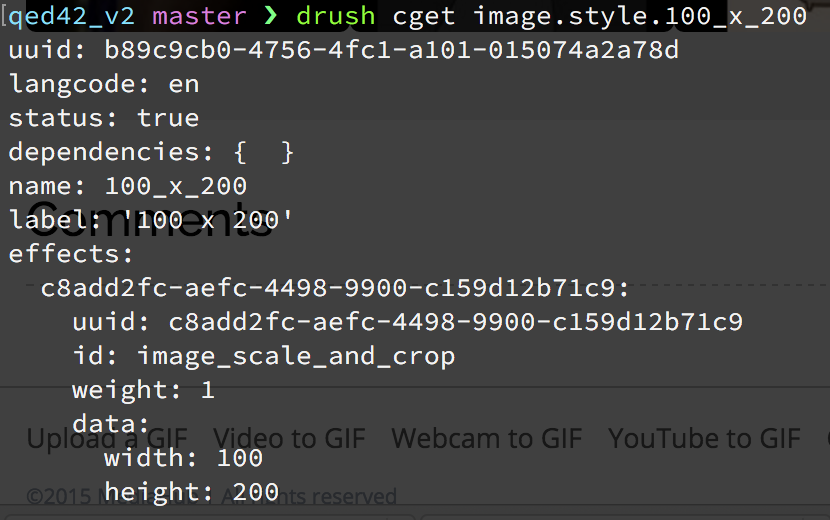 [qed42_v2 master ❯ drush cget image.style.100_x_200
uuid: b89c9cb0-4756-4fc1-a101-015074a2a78d
langcode: en
status: true
dependencies: {  }
name: 100_x_200
label: '100 x 200'
Comments
effects:
  c8add2fc-aefc-4498-9900-c159d12b71c9:
    uuid: c8add2fc-aefc-4498-9900-c159d12b71c9
    id: image_scale_and_crop
    weight: 1
    data:
Upload a GIF Video to GIF Webcam to GIF YouTube to GIF
      width: 100
      height: 200
©2015 rights reserved